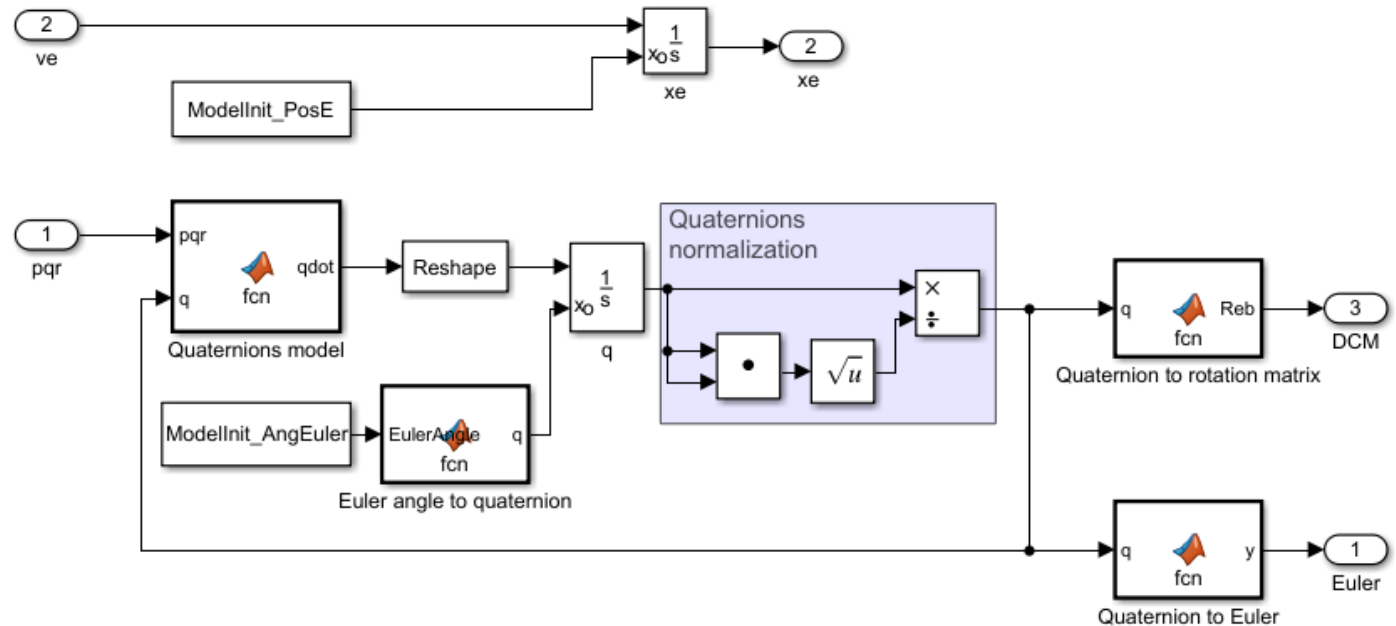 2
ve
ModelInit_PosE
xo
1
s
xe
2
xe
1
pqr
pqr
q
qdot
fcn
Quaternions model
Reshape
xo
1
s
q
ModelInit_AngEuler
EulerAngle
q
fcn
Euler angle to quaternion
Quaternions
normalization
×
÷
√u
q
Reb
fcn
Quaternion to rotation matrix
3
DCM
q
y
fcn
Quaternion to Euler
1
Euler